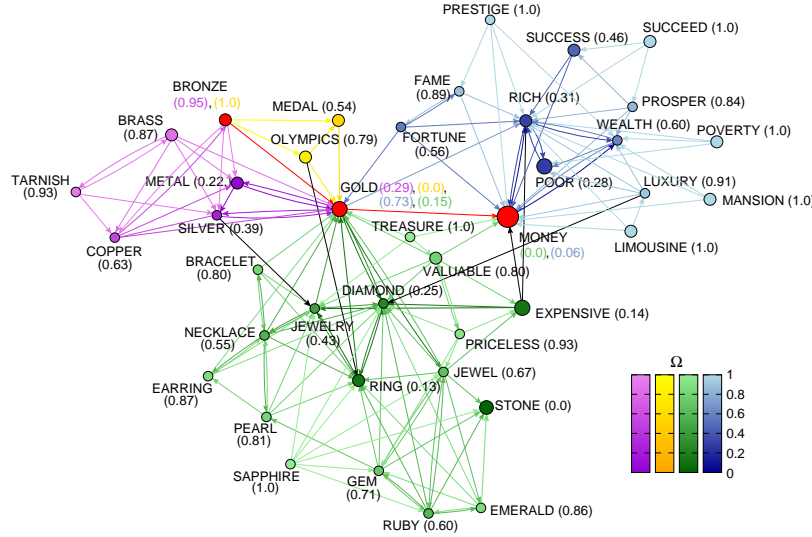 PRESTIGE (1.0)
SUCCEED (1.0)
SUCCESS (0.46)
FAME
(0.89)
BRONZE
(0.95), (1.0)
MEDAL (0.54)
RICH (0.31)
PROSPER (0.84)
BRASS
(0.87)
OLYMPICS (0.79)
FORTUNE
(0.56)
WEALTH (0.60)
POVERTY (1.0)
TARNISH
(0.93)
METAL (0.22)
GOLD (0.29), (0.0),
(0.73), (0.15)
POOR (0.28)
LUXURY (0.91)
MANSION (1.0)
SILVER (0.39)
TREASURE (1.0)
MONEY
(0.0), (0.06)
LIMOUSINE (1.0)
COPPER
(0.63)
BRACELET
(0.80)
VALUABLE (0.80)
DIAMOND (0.25)
EXPENSIVE (0.14)
NECKLACE
(0.55)
JEWELRY
(0.43)
PRICELESS (0.93)
EARRING
(0.87)
RING (0.13)
JEWEL (0.67)
STONE (0.0)
PEARL
(0.81)
SAPPHIRE
(1.0)
GEM
(0.71)
RUBY (0.60)
EMERALD (0.86)
Ω
1
0.8
0.6
0.4
0.2
0